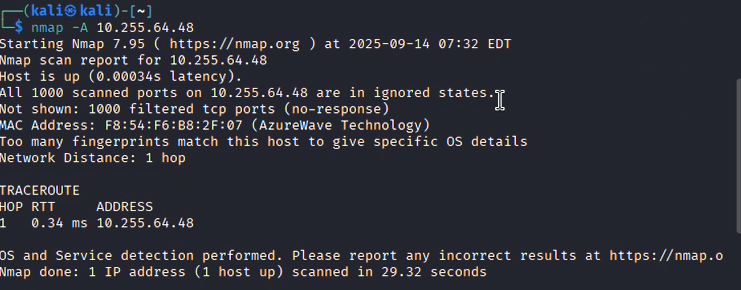 ┌──(kali㉿kali)-[~]
└─$ nmap -A 10.255.64.48
Starting Nmap 7.95 ( https://nmap.org ) at 2025-09-14 07:32 EDT
Nmap scan report for 10.255.64.48
Host is up (0.00034s latency).
All 1000 scanned ports on 10.255.64.48 are in ignored states.
Not shown: 1000 filtered tcp ports (no-response)
MAC Address: F8:54:F6:B8:2F:07 (AzureWave Technology)
Too many fingerprints match this host to give specific OS details
Network Distance: 1 hop
TRACEROUTE
HOP RTT     ADDRESS
1   0.34 ms 10.255.64.48
OS and Service detection performed. Please report any incorrect results at https://nmap.o
Nmap done: 1 IP address (1 host up) scanned in 29.32 seconds